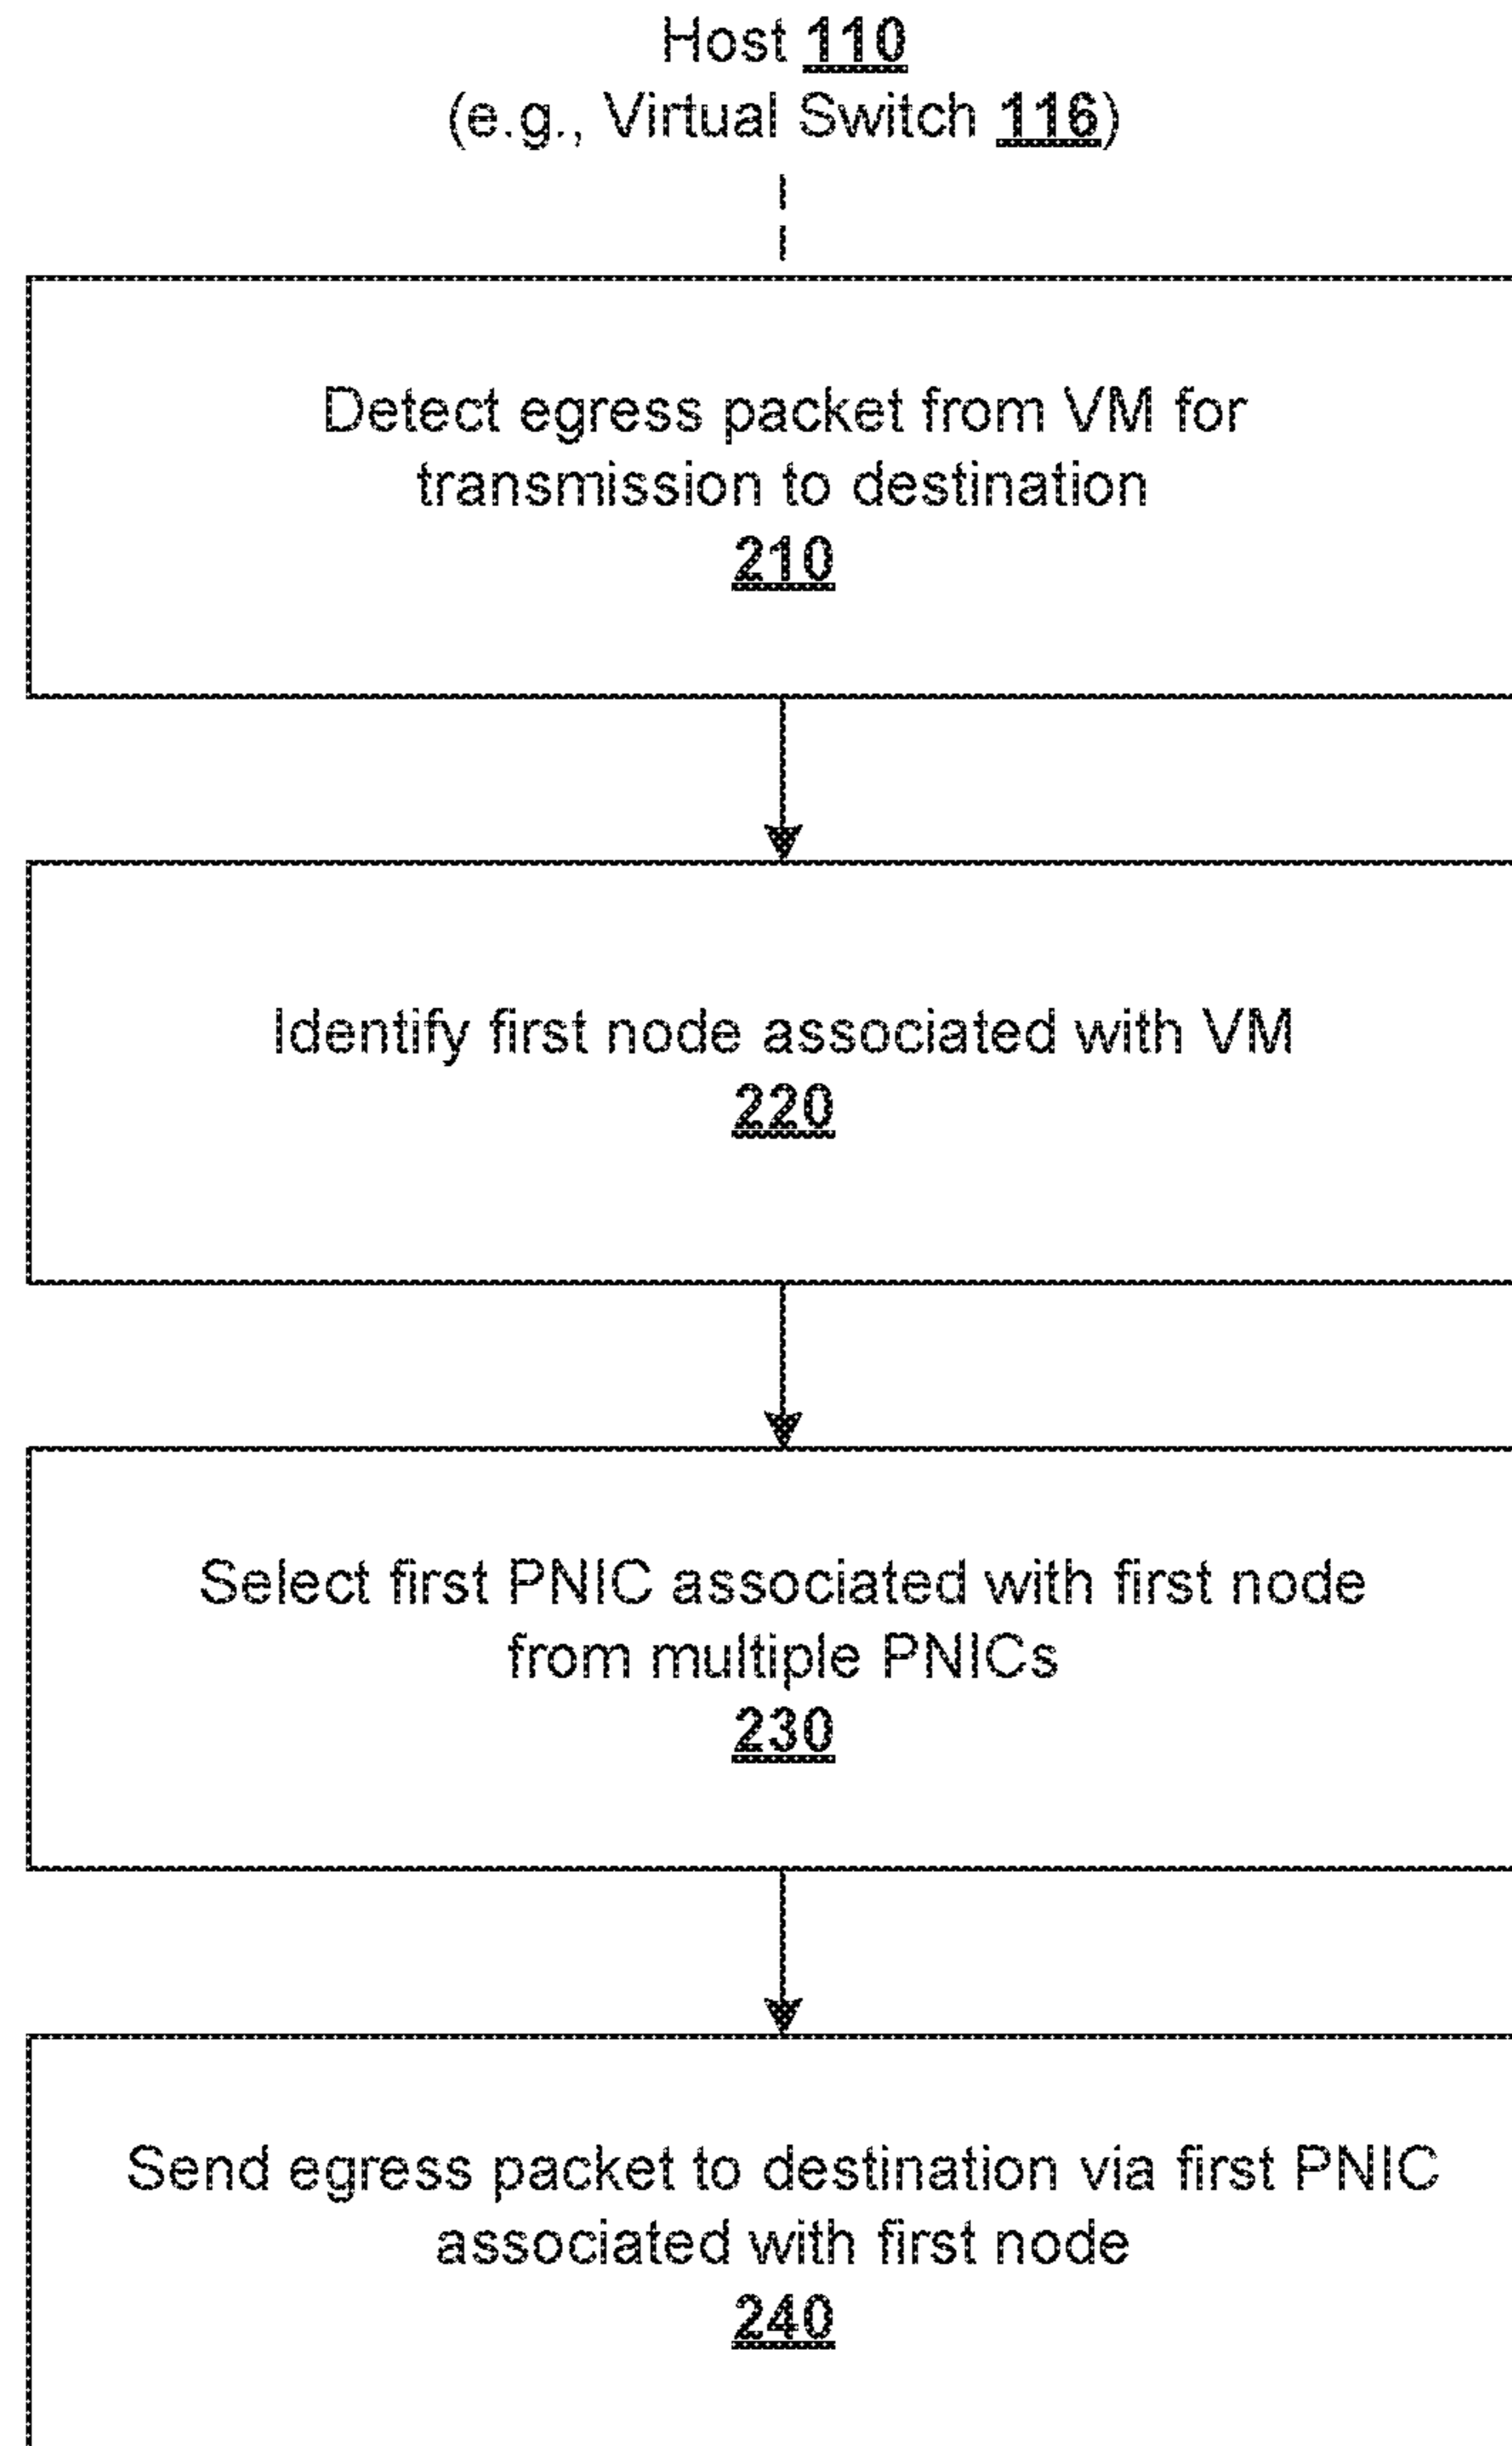 Host 110
(e.g., Virtual Switch 116)
Detect egress packet from VM for
transmission to destination
210
Identify first node associated with VM
220
Select first PNIC associated with first node
from multiple PNICs
230
Send egress packet to destination via first PNIC
associated with first node
240